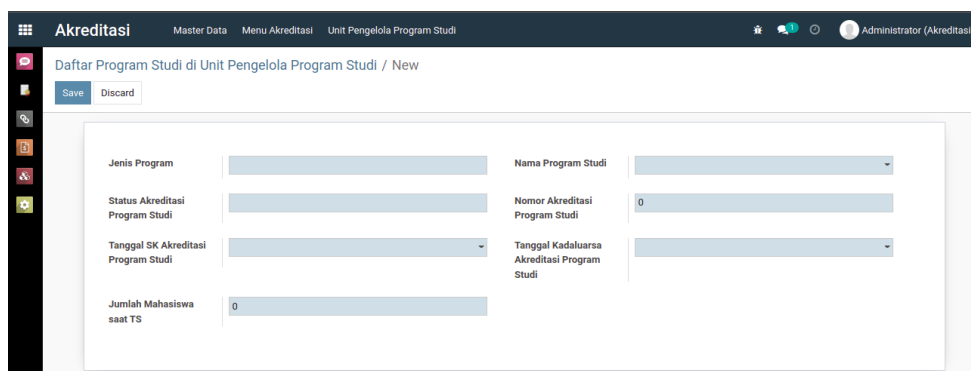 Akreditasi Master Data Menu Akreditasi Unit Pengelola Program Studi 1 Administrator (Akreditasi
Daftar Program Studi di Unit Pengelola Program Studi / New
Save Discard
Jenis Program
Nama Program Studi
Status Akreditasi
Program Studi
Nomor Akreditasi
Program Studi
0
Tanggal SK Akreditasi
Program Studi
Tanggal Kadaluarsa
Akreditasi Program
Studi
Jumlah Mahasiswa
saat TS
0